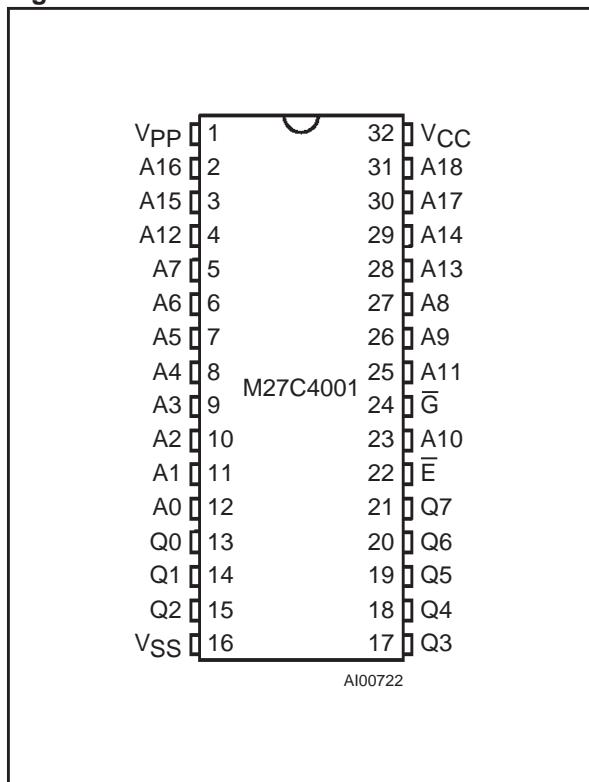 VPP 1 32 VCC
A16 2 31 A18
A15 3 30 A17
A12 4 29 A14
A7 5 28 A13
A6 6 27 A8
A5 7 26 A9
A4 8 25 A11
M27C4001
A3 9 24 G̅
A2 10 23 A10
A1 11 22 E̅
A0 12 21 Q7
Q0 13 20 Q6
Q1 14 19 Q5
Q2 15 18 Q4
VSS 16 17 Q3
AI00722